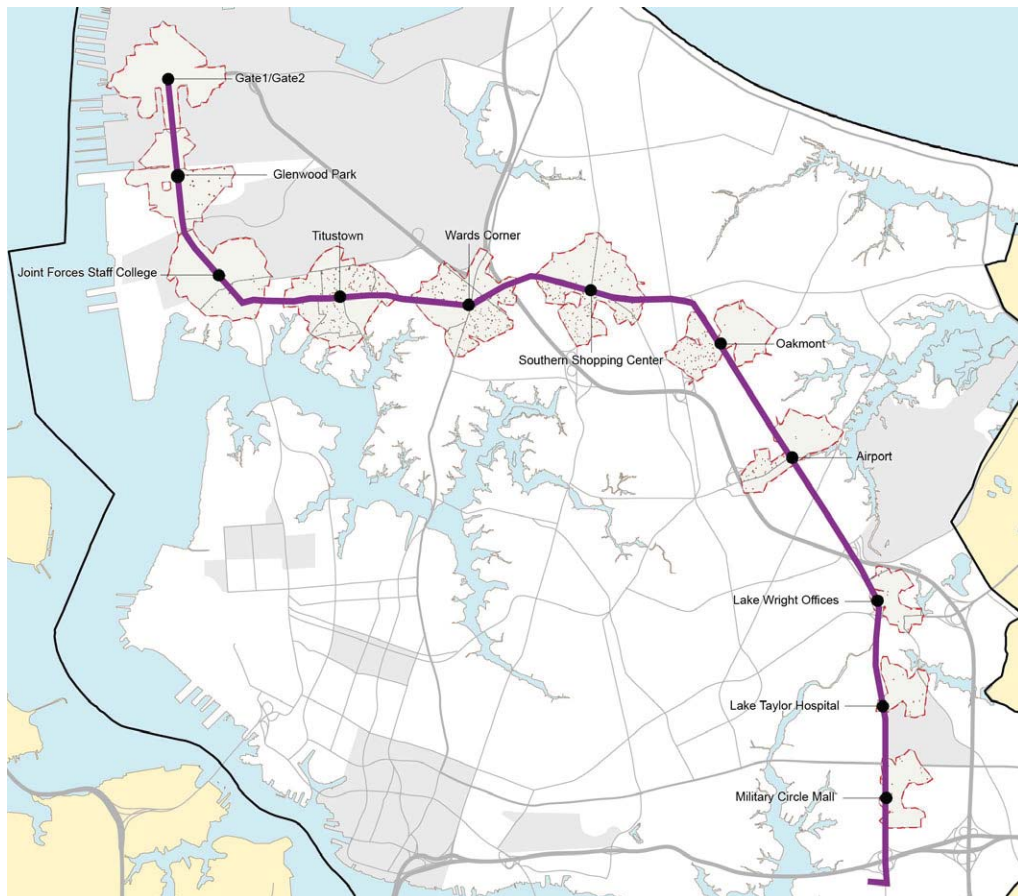 Gate1/Gate2
Glenwood Park
Titustown
Wards Corner
Joint Forces Staff College
Southern Shopping Center
Oakmont
Airport
Lake Wright Offices
Lake Taylor Hospital
Military Circle Mall